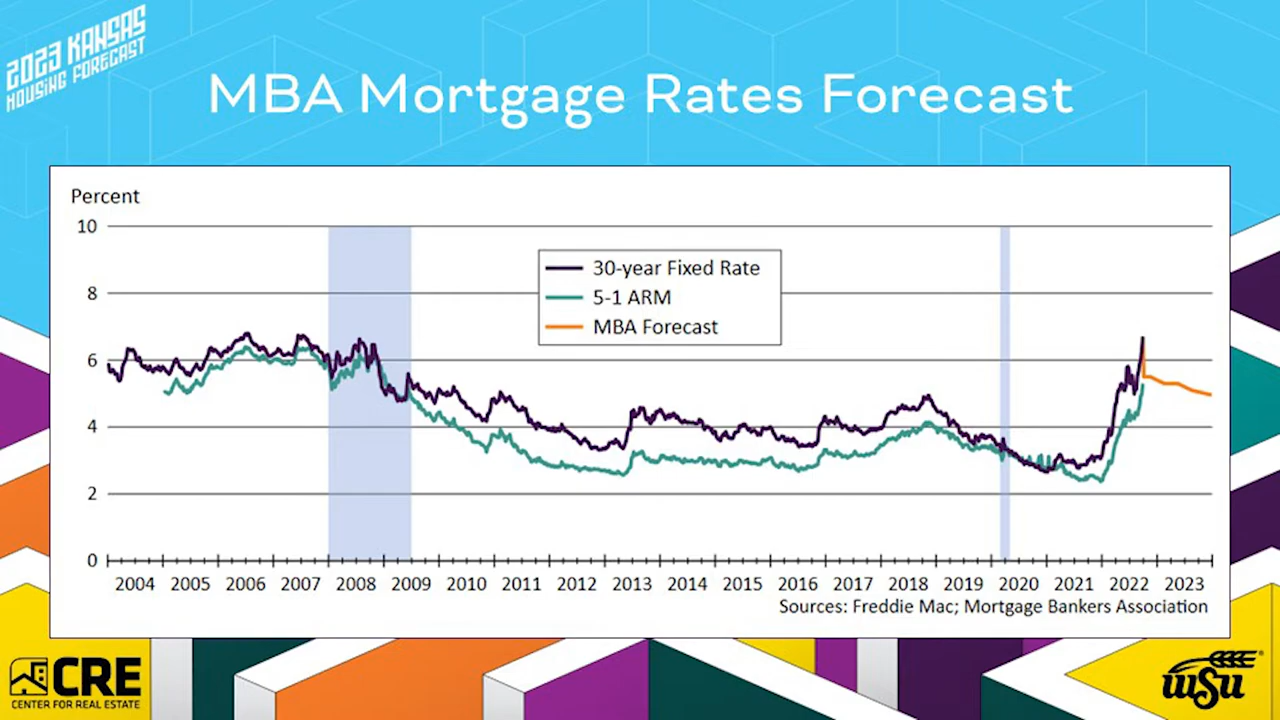 2023 KANSAS
HOUSING FORECAST
MBA Mortgage Rates Forecast
Percent
10
8
6
4
2
0
30-year Fixed Rate
5-1 ARM
MBA Forecast
2004 2005 2006 2007 2008 2009 2010 2011 2012 2013 2014 2015 2016 2017 2018 2019 2020 2021 2022 2023
Sources: Freddie Mac; Mortgage Bankers Association
CRE
CENTER FOR REAL ESTATE
WSU